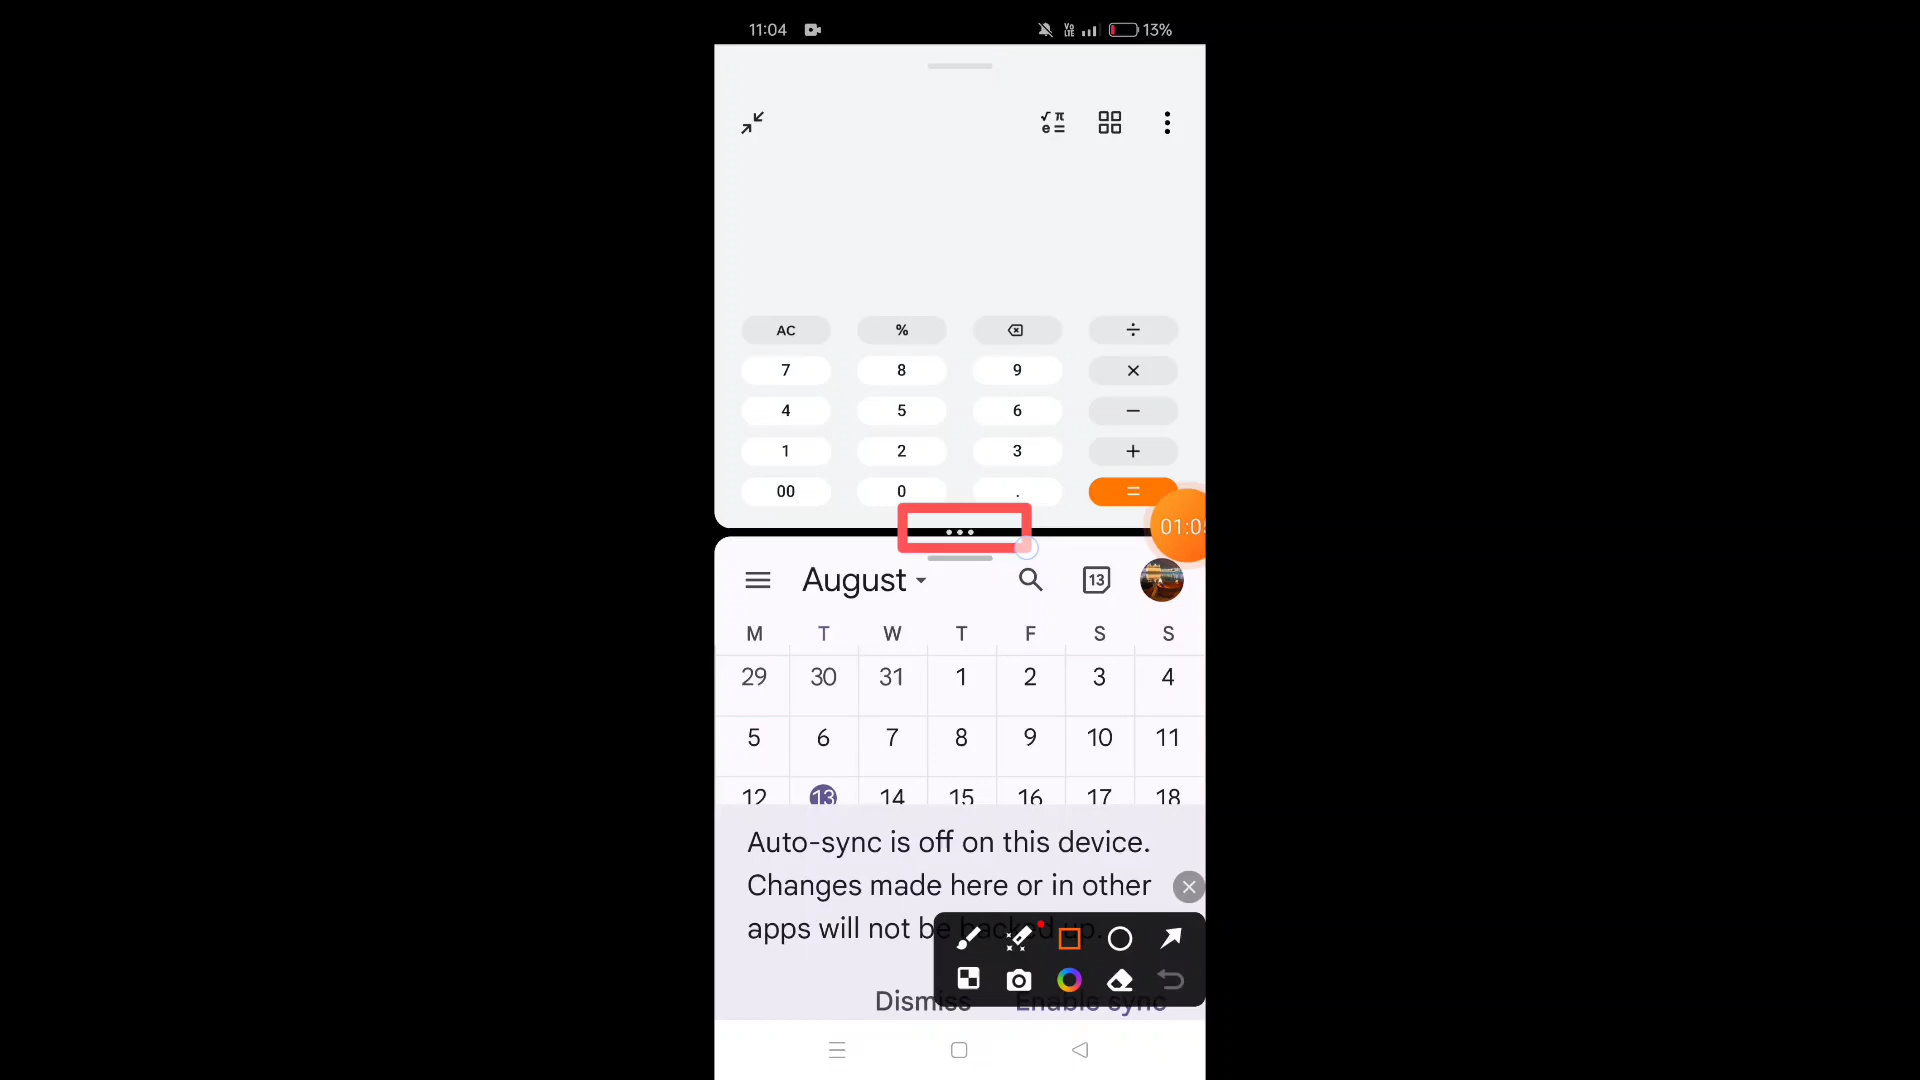 11:04 VO LTE 13%
√ π
e =
AC % ÷
7 8 9 ×
4 5 6 −
1 2 3 +
00 0 . =
01:0
August 13
M T W T F S S
29 30 31 1 2 3 4
5 6 7 8 9 10 11
12 13 14 15 16 17 18
Auto-sync is off on this device.
Changes made here or in other
apps will not be backed up.
Dismiss Enable sync